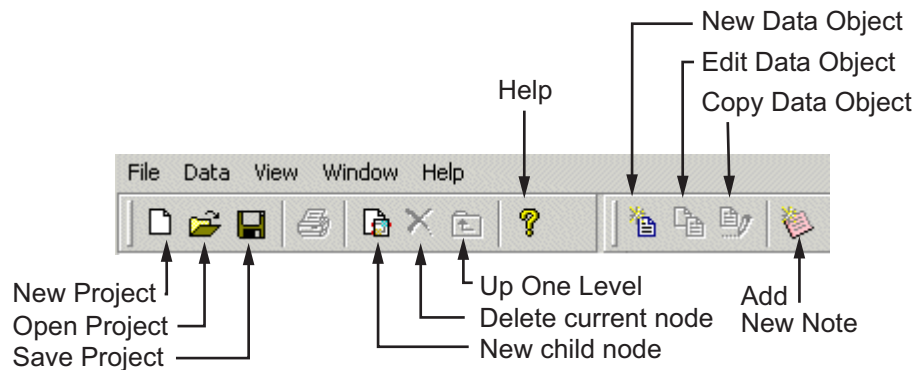 New Data Object
Edit Data Object
Copy Data Object
Help
File Data View Window Help
New Project
Open Project
Save Project
Up One Level
Delete current node
New child node
Add
New Note